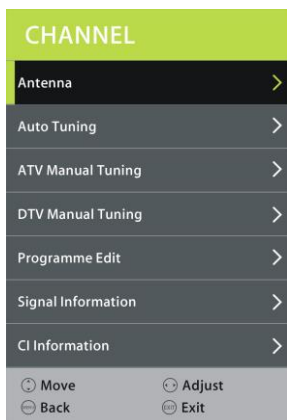 CHANNEL
Antenna
Auto Tuning
ATV Manual Tuning
DTV Manual Tuning
Programme Edit
Signal Information
CI Information
Move Adjust
Back EXIT Exit